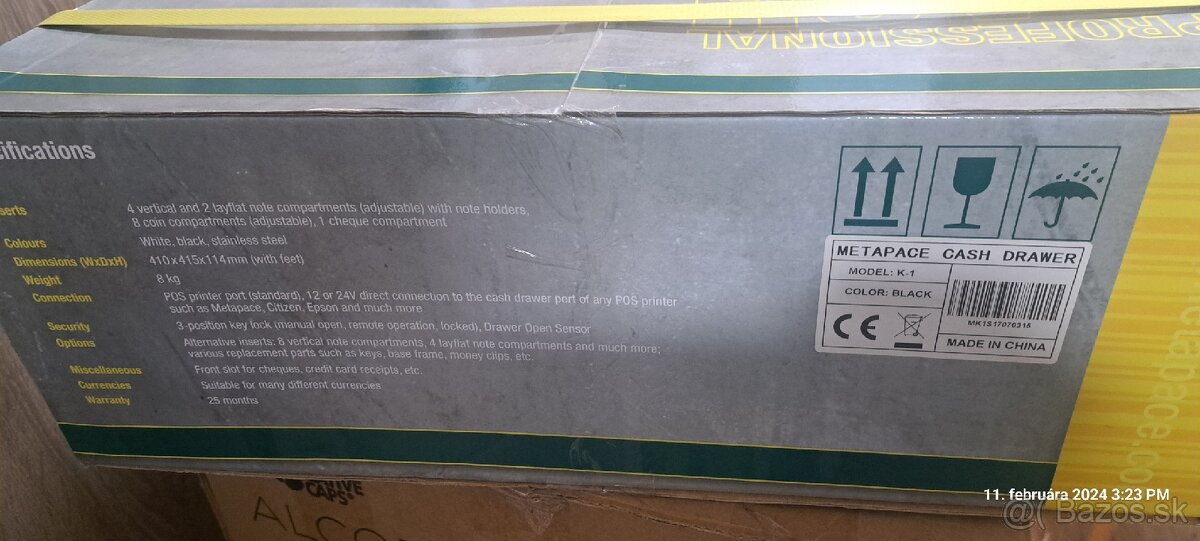 PROFESSIONAL
ifications
serts
4 vertical and 2 layflat note compartments (adjustable) with note holders,
8 coin compartments (adjustable), 1 cheque compartment
Colours
White, black, stainless steel
Dimensions (WxDxH)
410x415x114mm (with feet)
Weight
8 kg
Connection
POS printer port (standard), 12 or 24V direct connection to the cash drawer port of any POS printer
such as Metapace, Citizen, Epson and much more
Security
3-position key lock (manual open, remote operation, locked), Drawer Open Sensor
Options
Alternative inserts: 8 vertical note compartments, 4 layflat note compartments and much more;
various replacement parts such as keys, base frame, money clips, etc.
Miscellaneous
Front slot for cheques, credit card receipts, etc.
Currencies
Suitable for many different currencies
Warranty
25 months
METAPACE CASH DRAWER
MODEL: K-1
COLOR: BLACK
MK1S17070315
CE
MADE IN CHINA
etapace.co
CAPS®
ALCO
11. februára 2024 3:23 PM
@( Bazos.sk